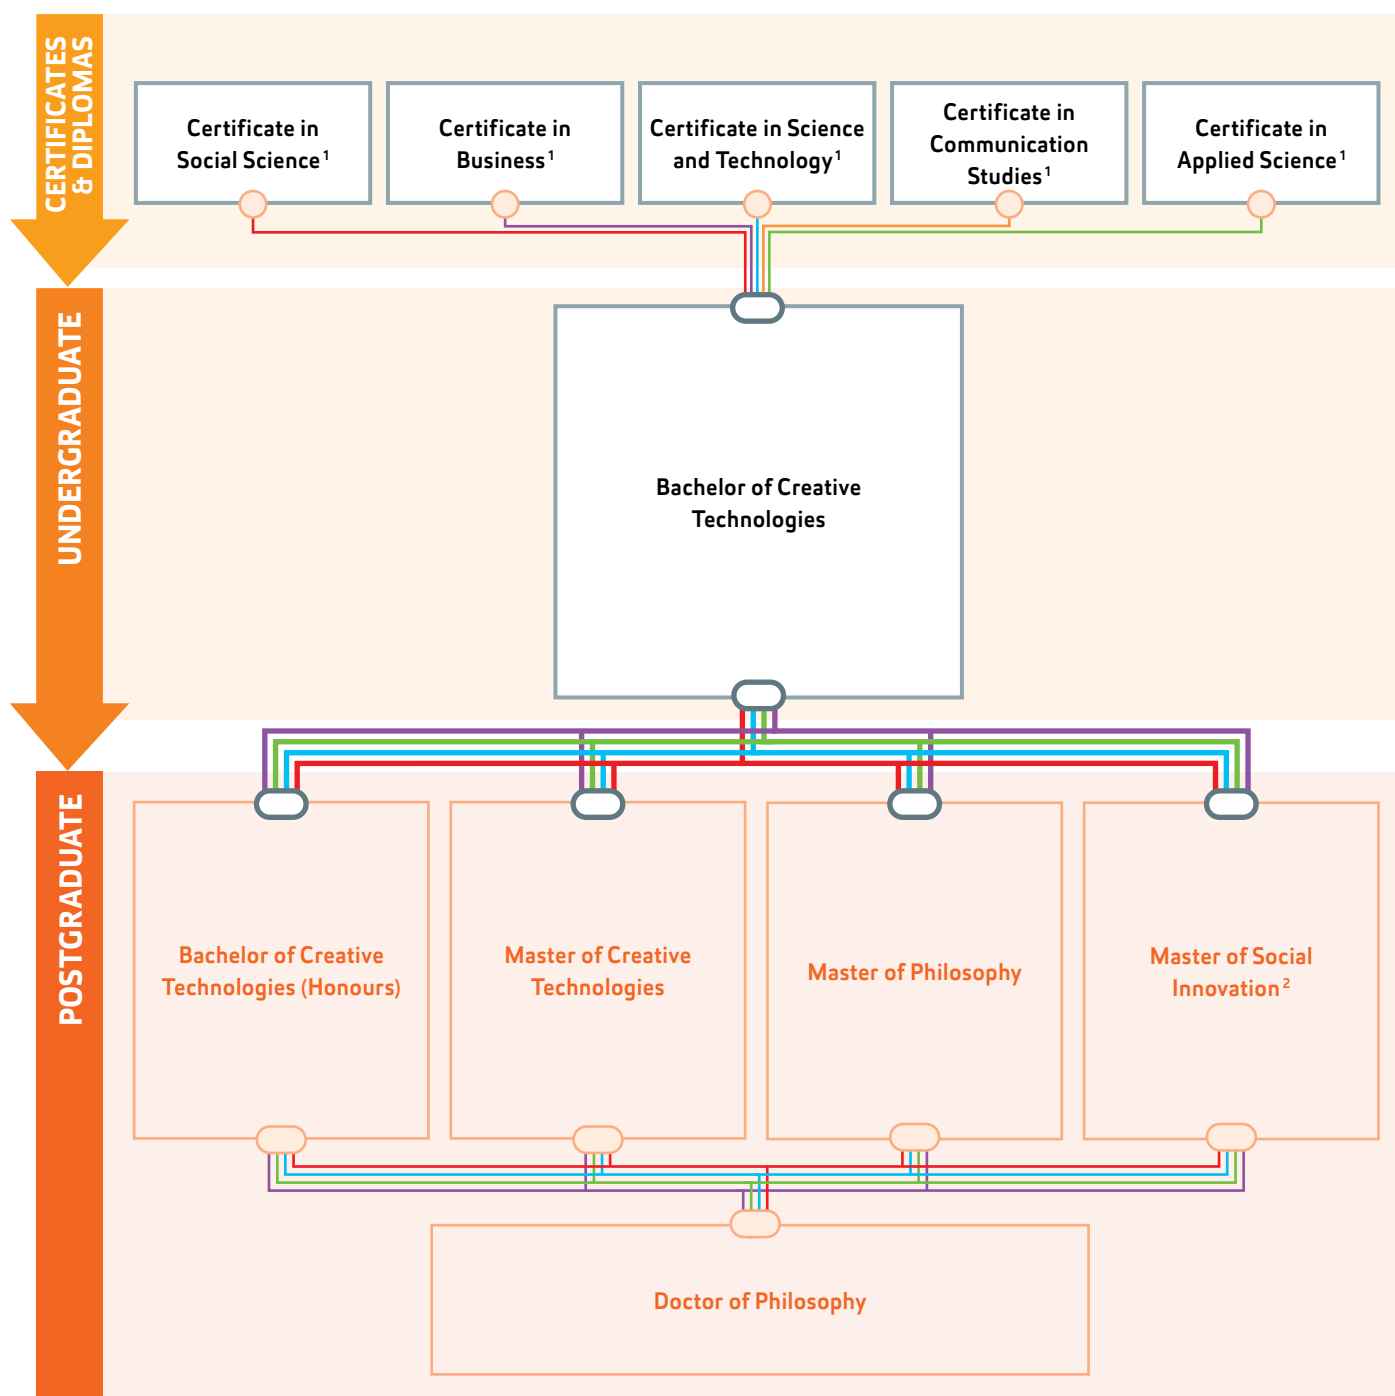 CERTIFICATES
& DIPLOMAS
Certificate in
Social Science¹
Certificate in
Business¹
Certificate in Science
and Technology¹
Certificate in
Communication
Studies¹
Certificate in
Applied Science¹
UNDERGRADUATE
Bachelor of Creative
Technologies
POSTGRADUATE
Bachelor of Creative
Technologies (Honours)
Master of Creative
Technologies
Master of Philosophy
Master of Social
Innovation²
Doctor of Philosophy